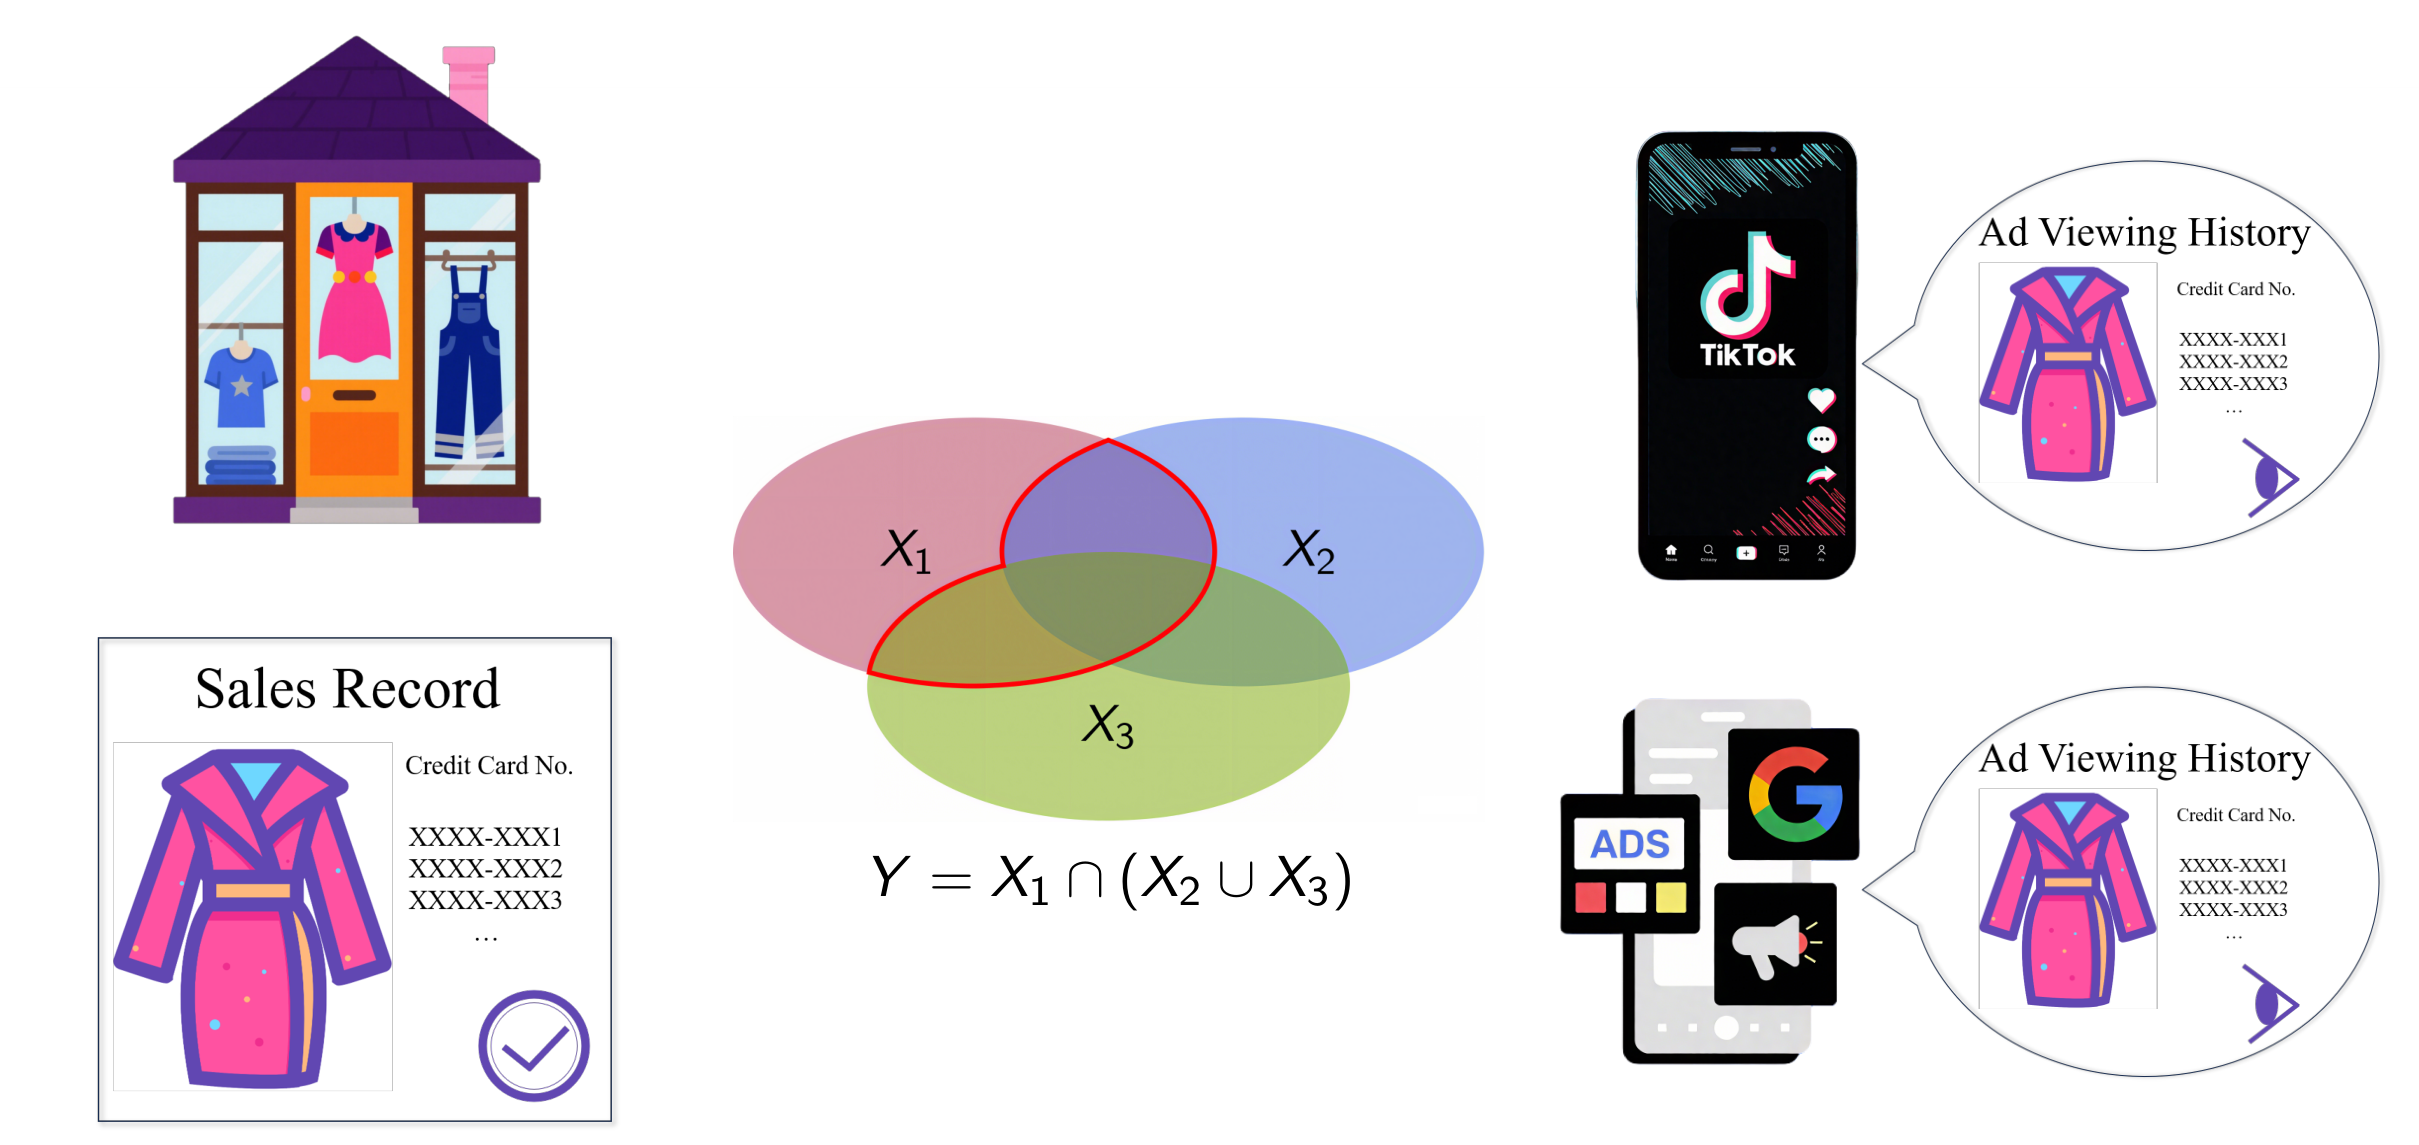 Sales Record
Credit Card No.
XXXX-XXX1
XXXX-XXX2
XXXX-XXX3
...
X₁
X₂
X₃
Y = X₁ ∩ (X₂ ∪ X₃)
TikTok
Ad Viewing History
Credit Card No.
XXXX-XXX1
XXXX-XXX2
XXXX-XXX3
...
G
ADS
Ad Viewing History
Credit Card No.
XXXX-XXX1
XXXX-XXX2
XXXX-XXX3
...